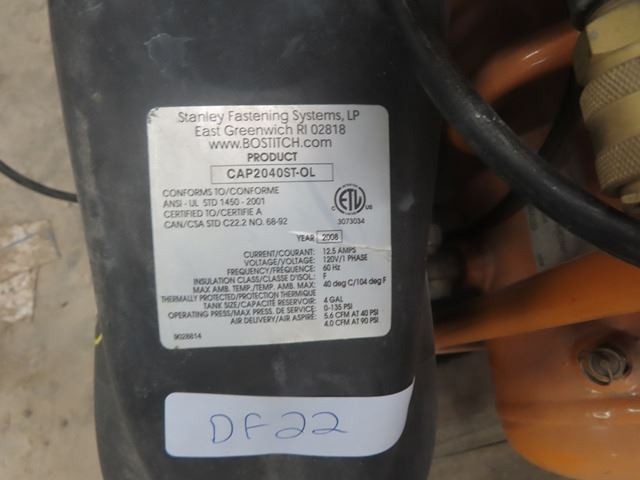 Stanley Fastening Systems, LP
East Greenwich RI 02818
www.BOSTITCH.com
PRODUCT
CAP2040ST-OL
CONFORMS TO/CONFORME
ANSI - UL STD 1450 - 2001
CERTIFIED TO/CERTIFIE A
CAN/CSA STD C22.2 NO. 68-92
C ETL US
INTERTEK
3073034
YEAR 2008
CURRENT/COURANT: 12.5 AMPS
VOLTAGE/VOLTAGE: 120V/1 PHASE
FREQUENCY/FRÉQUENCE: 60 Hz
INSULATION CLASS/CLASSE D'ISOL.: F
MAX AMB. TEMP./TEMP. AMB. MAX: 40 deg C/104 deg F
THERMALLY PROTECTED/PROTECTION THERMIQUE
TANK SIZE/CAPACITE RESERVOIR: 4 GAL
OPERATING PRESS/MAX PRESS. DE SERVICE: 0-135 PSI
AIR DELIVERY/AIR ASPIRE: 5.6 CFM AT 40 PSI
4.0 CFM AT 90 PSI
9028814
DF22